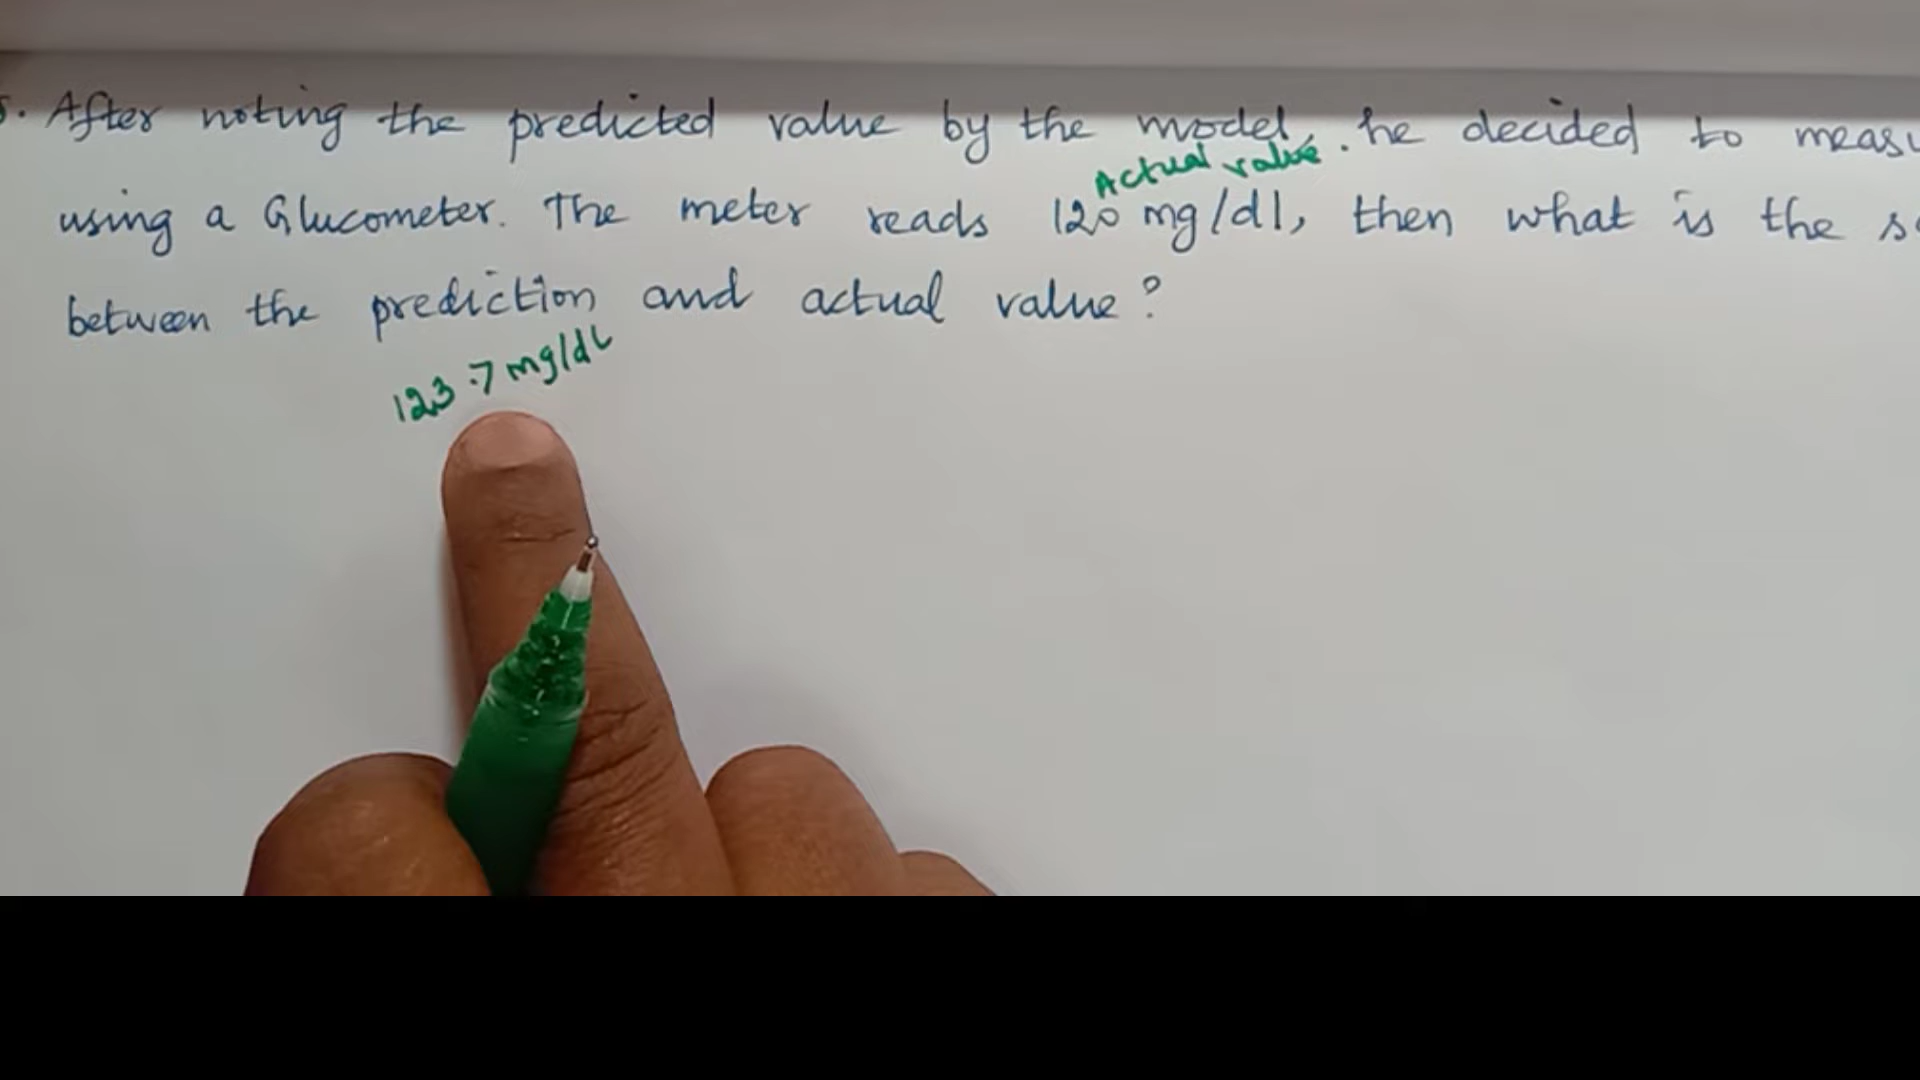 5. After noting the predicted value by the model, he decided to
Actual value.
using a Glucometer. The meter reads 120 mg/dl, then what is the
between the prediction and actual value?
123.7 mg/dL